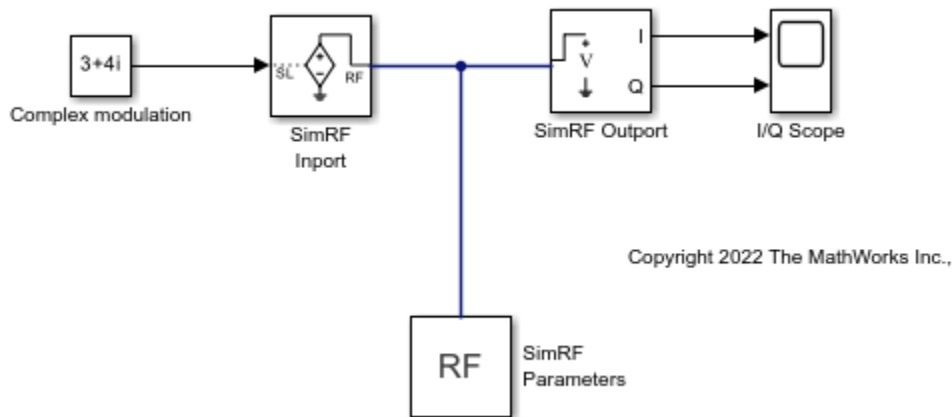 3+4i
Complex modulation
SL
RF
SimRF
Inport
V
I
Q
SimRF Outport
I/Q Scope
Copyright 2022 The MathWorks Inc.,
RF
SimRF
Parameters